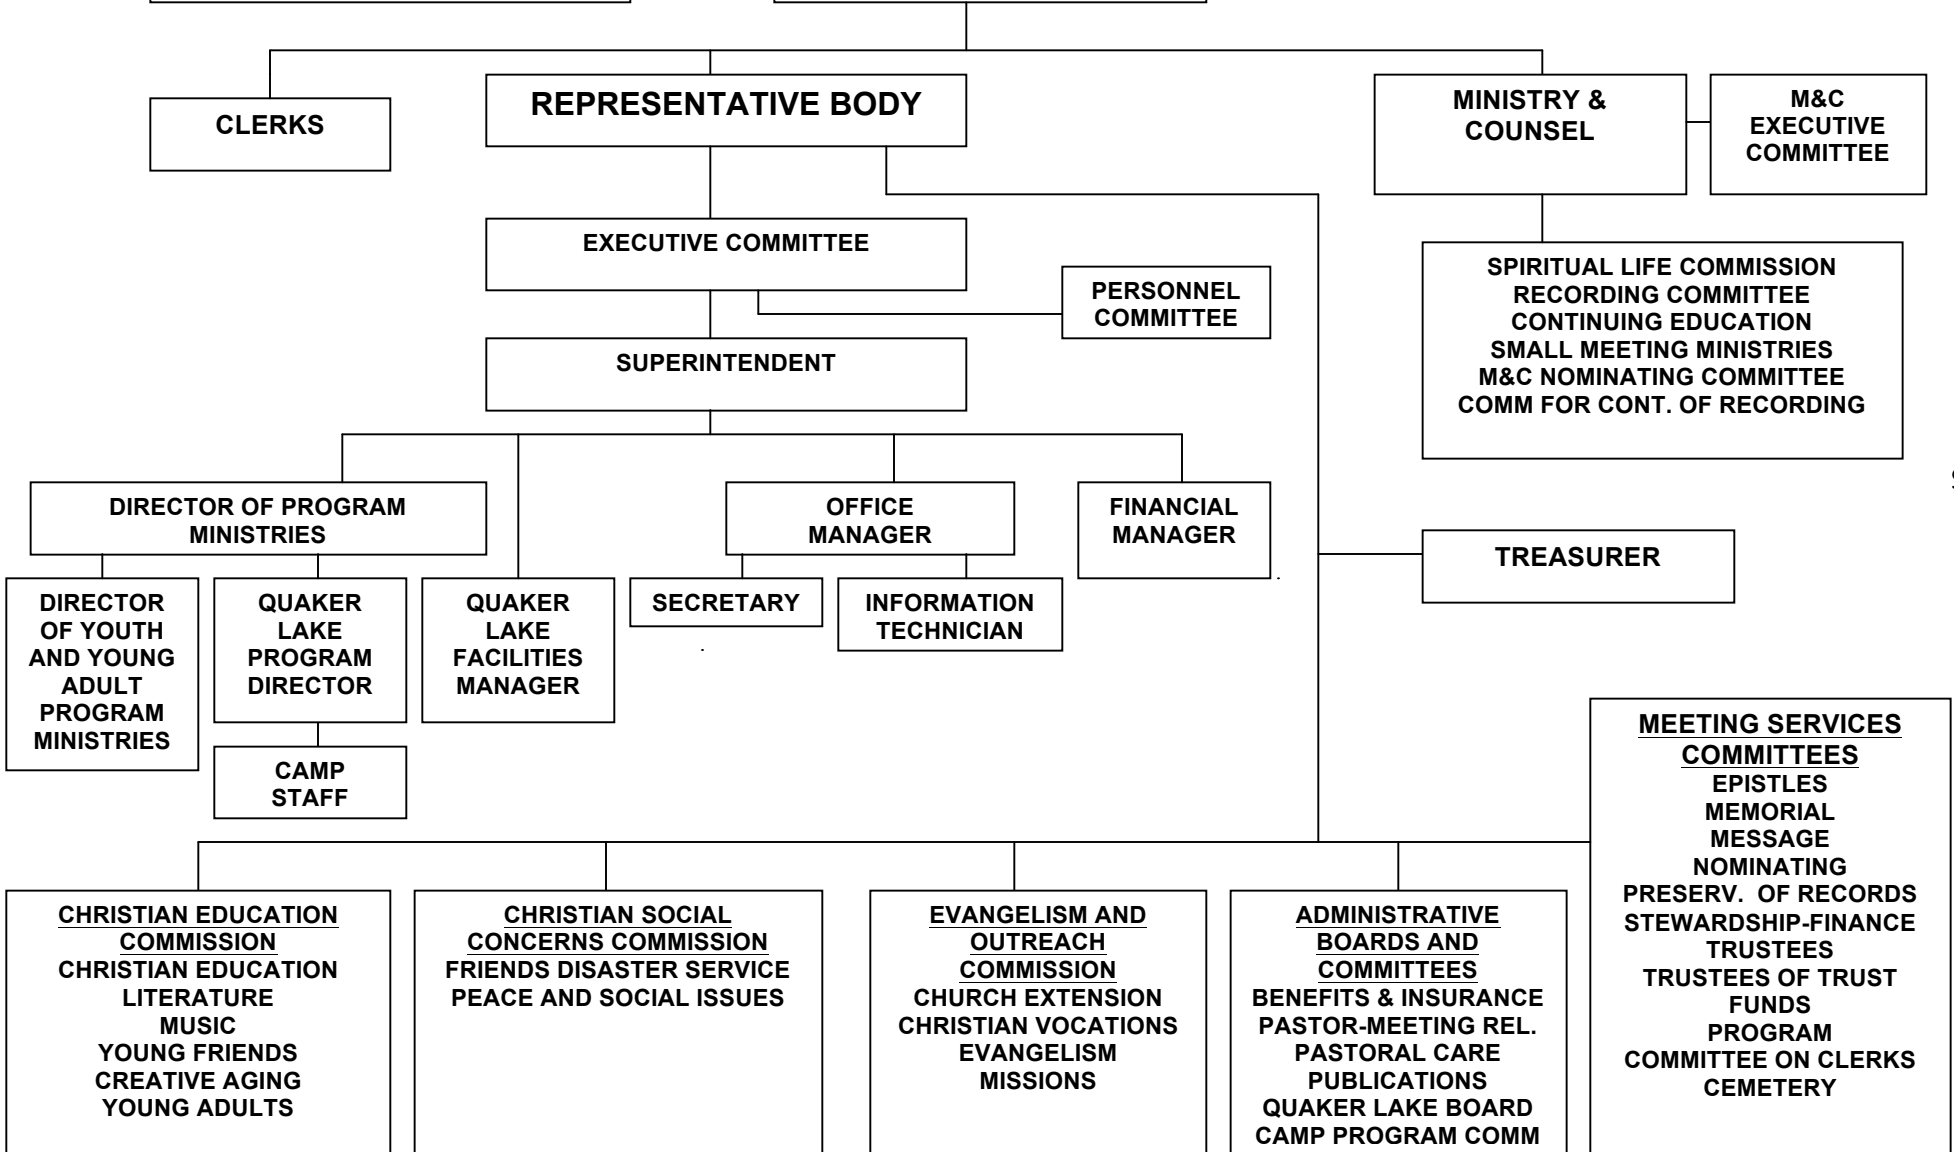 CLERKS
REPRESENTATIVE BODY
MINISTRY &
COUNSEL
M&C
EXECUTIVE
COMMITTEE
EXECUTIVE COMMITTEE
PERSONNEL
COMMITTEE
SPIRITUAL LIFE COMMISSION
RECORDING COMMITTEE
CONTINUING EDUCATION
SMALL MEETING MINISTRIES
M&C NOMINATING COMMITTEE
COMM FOR CONT. OF RECORDING
SUPERINTENDENT
DIRECTOR OF PROGRAM
MINISTRIES
OFFICE
MANAGER
FINANCIAL
MANAGER
TREASURER
DIRECTOR
OF YOUTH
AND YOUNG
ADULT
PROGRAM
MINISTRIES
QUAKER
LAKE
PROGRAM
DIRECTOR
QUAKER
LAKE
FACILITIES
MANAGER
SECRETARY
INFORMATION
TECHNICIAN
CAMP
STAFF
MEETING SERVICES
COMMITTEES
EPISTLES
MEMORIAL
MESSAGE
NOMINATING
PRESERV. OF RECORDS
STEWARDSHIP-FINANCE
TRUSTEES
TRUSTEES OF TRUST
FUNDS
PROGRAM
COMMITTEE ON CLERKS
CEMETERY
CHRISTIAN EDUCATION
COMMISSION
CHRISTIAN EDUCATION
LITERATURE
MUSIC
YOUNG FRIENDS
CREATIVE AGING
YOUNG ADULTS
CHRISTIAN SOCIAL
CONCERNS COMMISSION
FRIENDS DISASTER SERVICE
PEACE AND SOCIAL ISSUES
EVANGELISM AND
OUTREACH
COMMISSION
CHURCH EXTENSION
CHRISTIAN VOCATIONS
EVANGELISM
MISSIONS
ADMINISTRATIVE
BOARDS AND
COMMITTEES
BENEFITS & INSURANCE
PASTOR-MEETING REL.
PASTORAL CARE
PUBLICATIONS
QUAKER LAKE BOARD
CAMP PROGRAM COMM